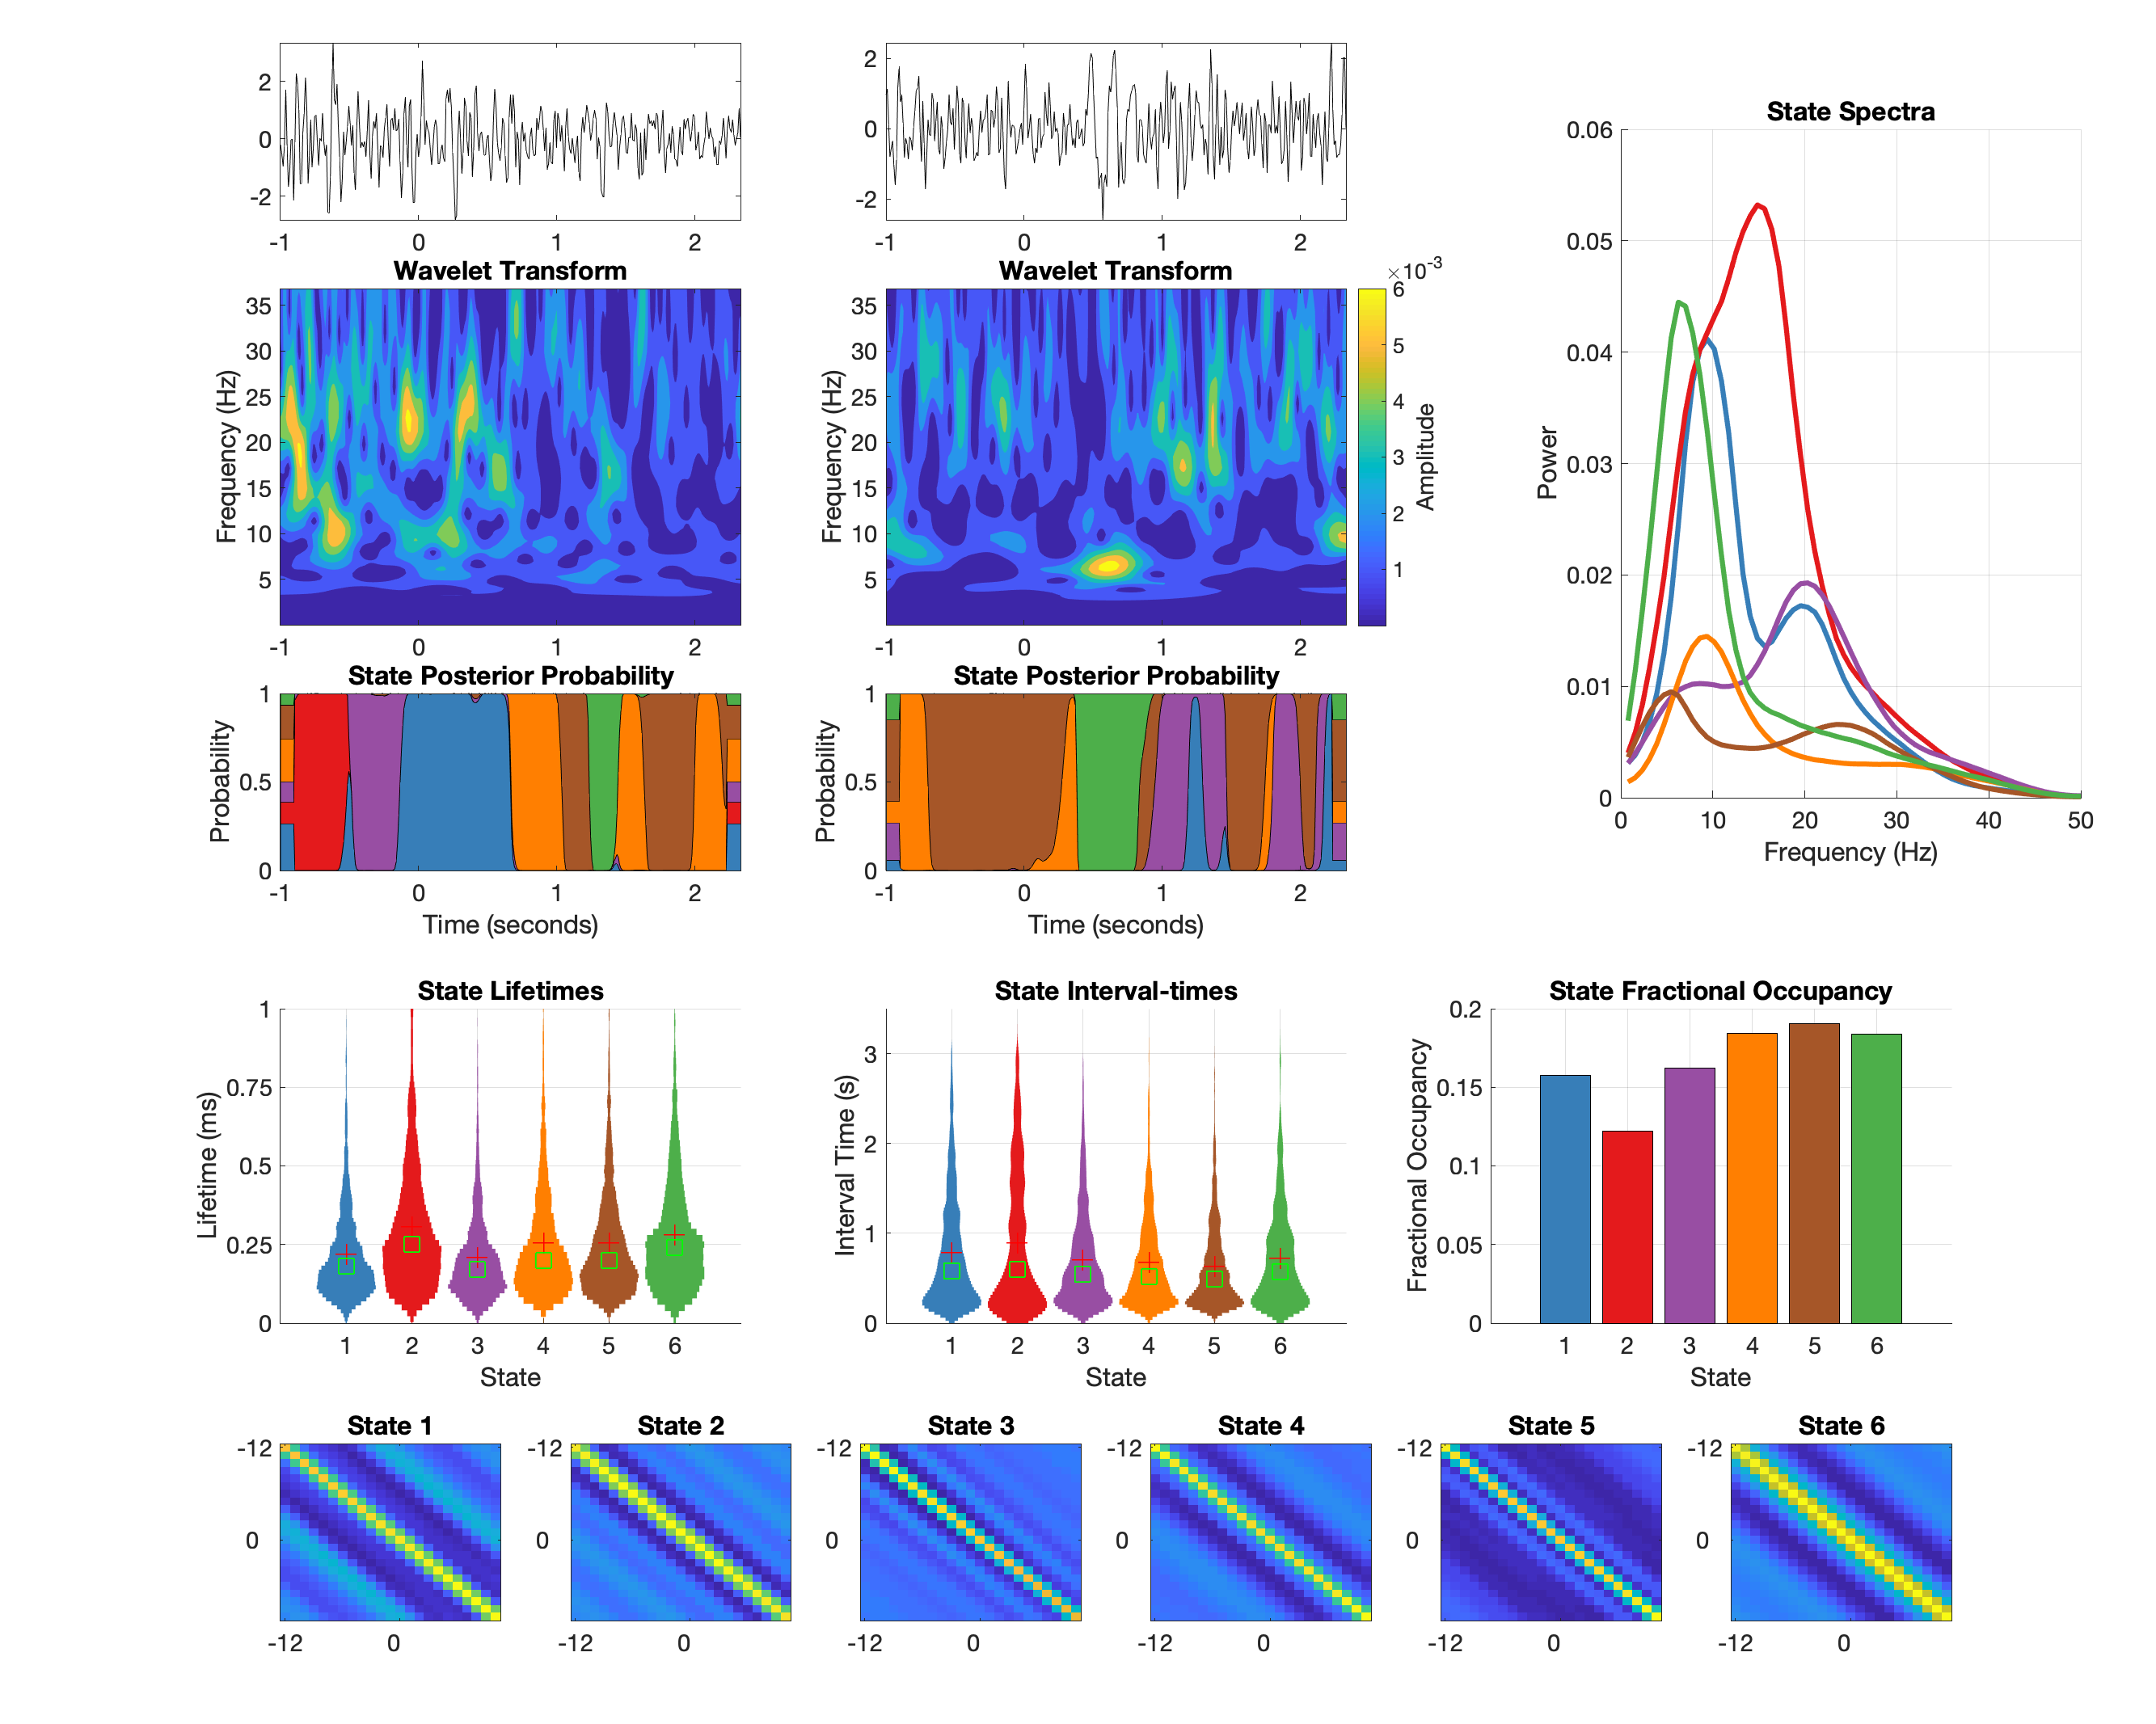 2
0
-2
-1 0 1 2
2
0
-2
-1 0 1 2
Wavelet Transform
35
30
25
20
15
10
5
Frequency (Hz)
-1 0 1 2
Wavelet Transform
35
30
25
20
15
10
5
Frequency (Hz)
-1 0 1 2
×10-3
6
5
4
3
2
1
Amplitude
State Spectra
0.06
0.05
0.04
0.03
0.02
0.01
0
Power
0 10 20 30 40 50
Frequency (Hz)
State Posterior Probability
1
0.5
0
Probability
-1 0 1 2
Time (seconds)
State Posterior Probability
1
0.5
0
Probability
-1 0 1 2
Time (seconds)
State Lifetimes
1
0.75
0.5
0.25
0
Lifetime (ms)
1 2 3 4 5 6
State
State Interval-times
3
2
1
0
Interval Time (s)
1 2 3 4 5 6
State
State Fractional Occupancy
0.2
0.15
0.1
0.05
0
Fractional Occupancy
1 2 3 4 5 6
State
State 1
-12
0
-12 0
State 2
-12
0
-12 0
State 3
-12
0
-12 0
State 4
-12
0
-12 0
State 5
-12
0
-12 0
State 6
-12
0
-12 0